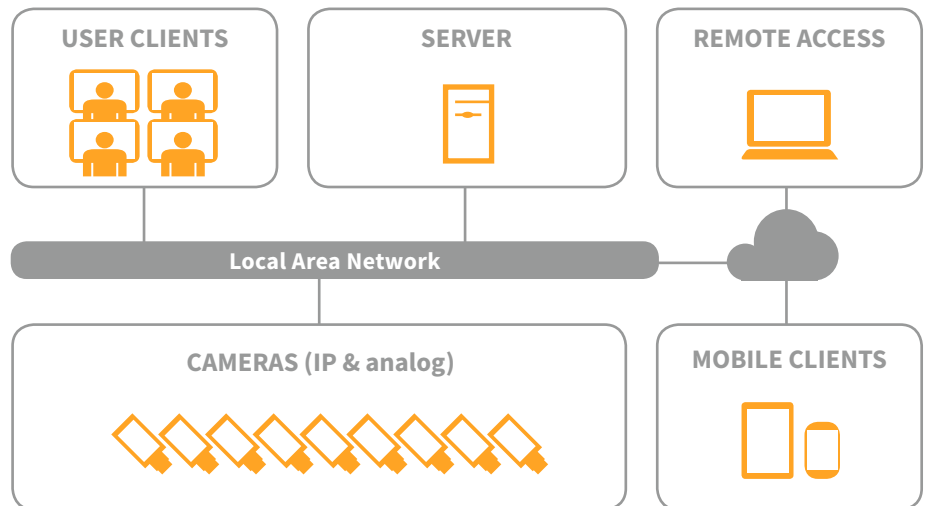 USER CLIENTS
SERVER
REMOTE ACCESS
Local Area Network
CAMERAS (IP & analog)
MOBILE CLIENTS